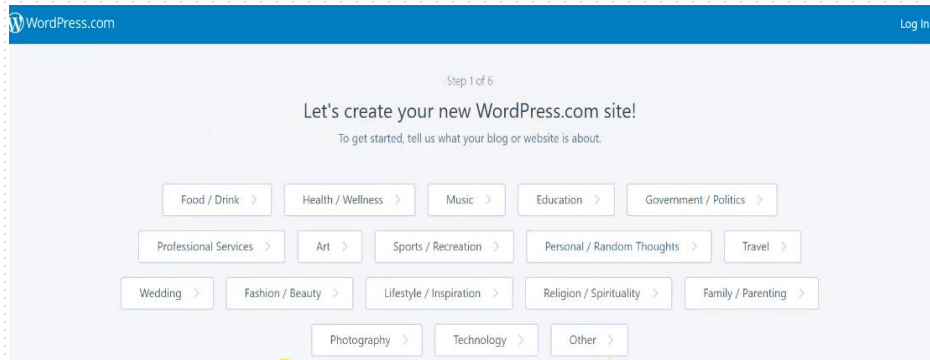 WordPress.com Log In
Step 1 of 6
Let's create your new WordPress.com site!
To get started, tell us what your blog or website is about.
Food / Drink Health / Wellness Music Education Government / Politics
Professional Services Art Sports / Recreation Personal / Random Thoughts Travel
Wedding Fashion / Beauty Lifestyle / Inspiration Religion / Spirituality Family / Parenting
Photography Technology Other